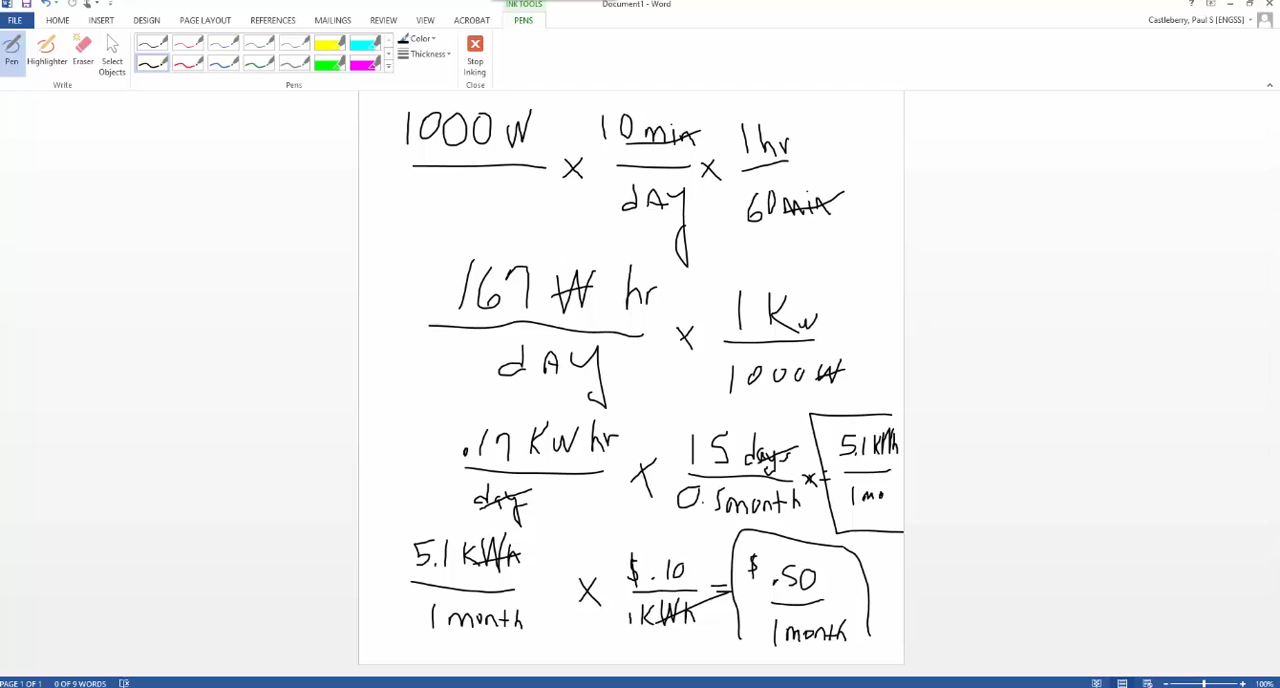 INK TOOLS
Document1 - Word
FILE HOME INSERT DESIGN PAGE LAYOUT REFERENCES MAILINGS REVIEW VIEW ACROBAT PENS
Castleberry, Paul S [ENGSS]
Pen Highlighter Eraser Select Objects
Color
Thickness
Stop Inking
Write Pens Close
1000 W × 10 min × 1 hr
day 60 min
167 W hr × 1 Kw
day 1000 W
.17 KW hr × 15 days × = 5.1 kWh
day 0.5 month 1 mo
5.1 KWh × $.10 = $.50
1 month 1 KWh 1 month
PAGE 1 OF 1 0 OF 9 WORDS
100%